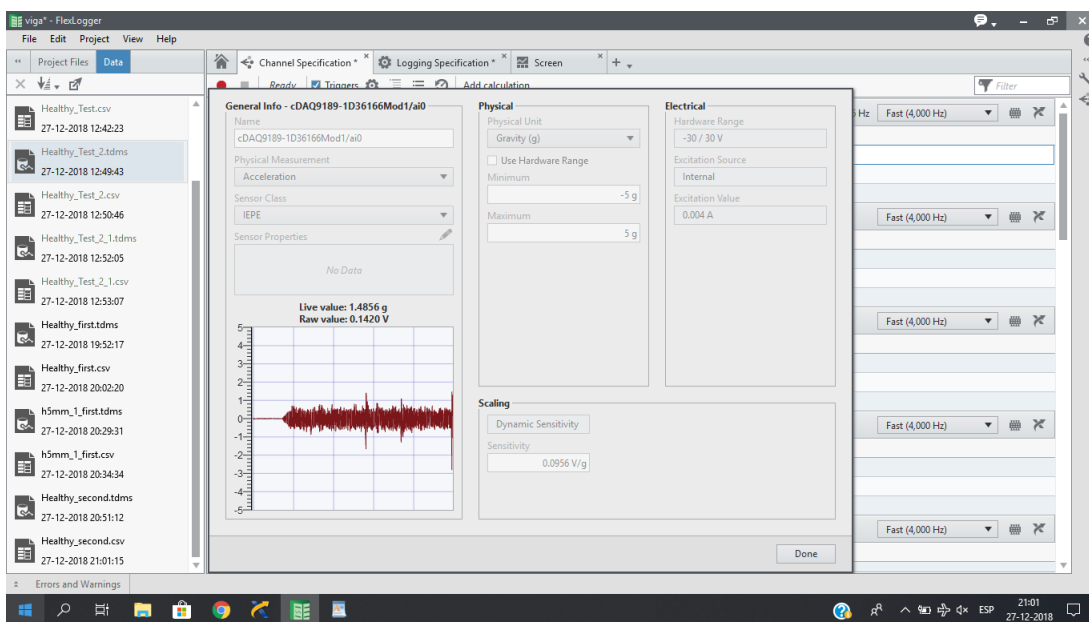 viga* - FlexLogger
File Edit Project View Help
Project Files Data
Channel Specification * Logging Specification * Screen
Ready Triggers Add calculation Filter
Healthy_Test.csv
27-12-2018 12:42:23
Healthy_Test_2.tdms
27-12-2018 12:49:43
Healthy_Test_2.csv
27-12-2018 12:50:46
Healthy_Test_2_1.tdms
27-12-2018 12:52:05
Healthy_Test_2_1.csv
27-12-2018 12:53:07
Healthy_first.tdms
27-12-2018 19:52:17
Healthy_first.csv
27-12-2018 20:02:20
h5mm_1_first.tdms
27-12-2018 20:29:31
h5mm_1_first.csv
27-12-2018 20:34:34
Healthy_second.tdms
27-12-2018 20:51:12
Healthy_second.csv
27-12-2018 21:01:15
General Info - cDAQ9189-1D36166Mod1/ai0
Name
cDAQ9189-1D36166Mod1/ai0
Physical Measurement
Acceleration
Sensor Class
IEPE
Sensor Properties
No Data
Live value: 1.4856 g
Raw value: 0.1420 V
5
4
3
2
1
0
-1
-2
-3
-4
-5
Physical
Physical Unit
Gravity (g)
Use Hardware Range
Minimum
-5 g
Maximum
5 g
Electrical
Hardware Range
-30 / 30 V
Excitation Source
Internal
Excitation Value
0.004 A
Scaling
Dynamic Sensitivity
Sensitivity
0.0956 V/g
Done
Hz Fast (4,000 Hz)
Fast (4,000 Hz)
Fast (4,000 Hz)
Fast (4,000 Hz)
Fast (4,000 Hz)
Errors and Warnings
ESP
21:01
27-12-2018